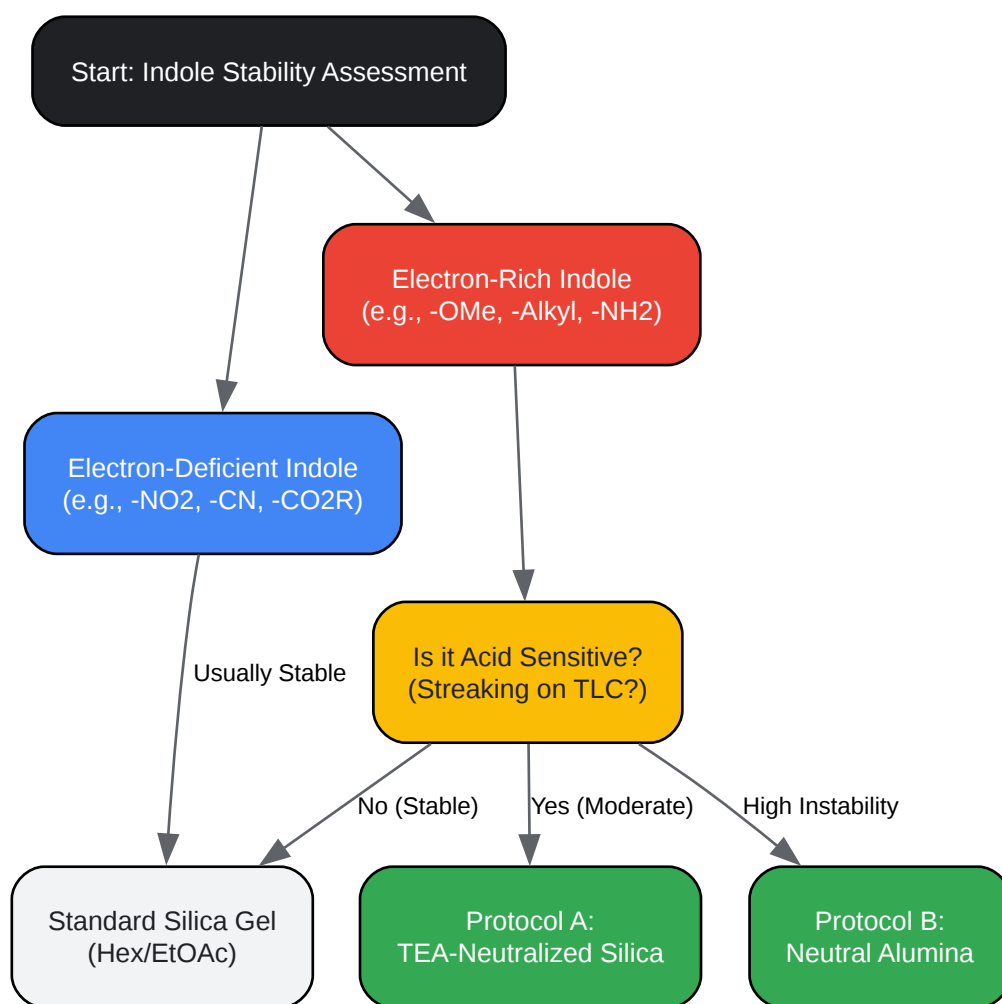 Start: Indole Stability Assessment
Electron-Rich Indole
(e.g., -OMe, -Alkyl, -NH2)
Electron-Deficient Indole
(e.g., -NO2, -CN, -CO2R)
Is it Acid Sensitive?
(Streaking on TLC?)
Usually Stable
No (Stable)
Yes (Moderate)
High Instability
Standard Silica Gel
(Hex/EtOAc)
Protocol A:
TEA-Neutralized Silica
Protocol B:
Neutral Alumina